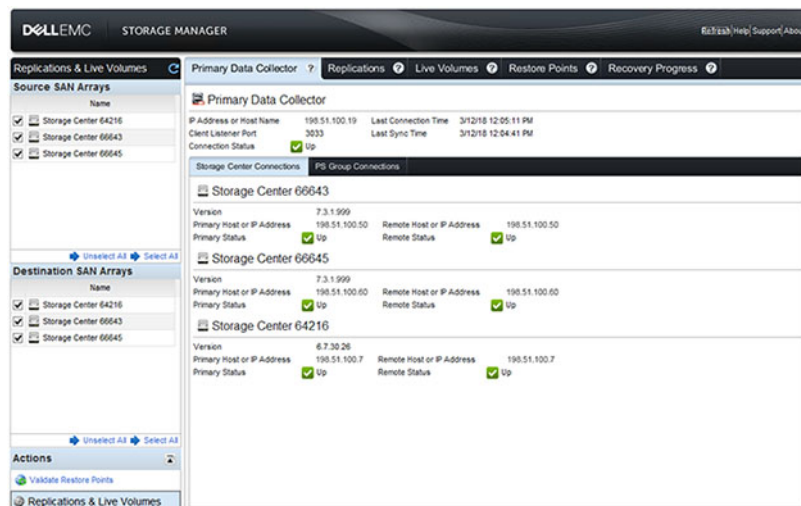 DELLEMC STORAGE MANAGER
Refresh|Help|Support|Abou
Replications & Live Volumes
Source SAN Arrays
Name
Storage Center 64216
Storage Center 66643
Storage Center 66645
Unselect All Select All
Destination SAN Arrays
Name
Storage Center 64216
Storage Center 66643
Storage Center 66645
Unselect All Select All
Actions
Validate Restore Points
Replications & Live Volumes
Primary Data Collector ? Replications ? Live Volumes ? Restore Points ? Recovery Progress ?
Primary Data Collector
IP Address or Host Name 198.51.100.19 Last Connection Time 3/12/18 12:05:11 PM
Client Listener Port 3033 Last Sync Time 3/12/18 12:04:41 PM
Connection Status Up
Storage Center Connections PS Group Connections
Storage Center 66643
Version 7.3.1.999
Primary Host or IP Address 198.51.100.50 Remote Host or IP Address 198.51.100.50
Primary Status Up Remote Status Up
Storage Center 66645
Version 7.3.1.999
Primary Host or IP Address 198.51.100.60 Remote Host or IP Address 198.51.100.60
Primary Status Up Remote Status Up
Storage Center 64216
Version 6.7.30.26
Primary Host or IP Address 198.51.100.7 Remote Host or IP Address 198.51.100.7
Primary Status Up Remote Status Up